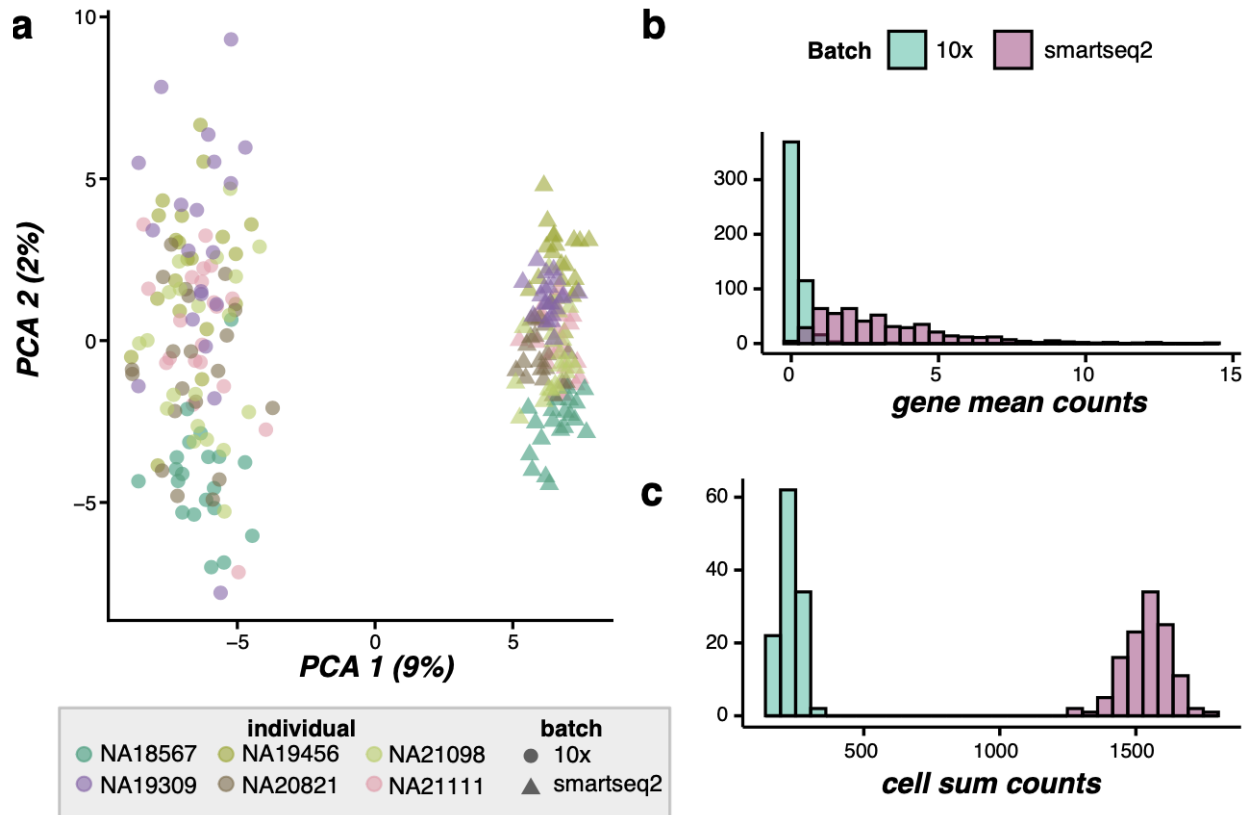 a
10
5
0
−5
PCA 2 (2%)
−5 0 5
PCA 1 (9%)
individual batch
NA18567 NA19456 NA21098 10x
NA19309 NA20821 NA21111 smartseq2
b
Batch 10x smartseq2
300
200
100
0
0 5 10 15
gene mean counts
c
60
40
20
0
500 1000 1500
cell sum counts